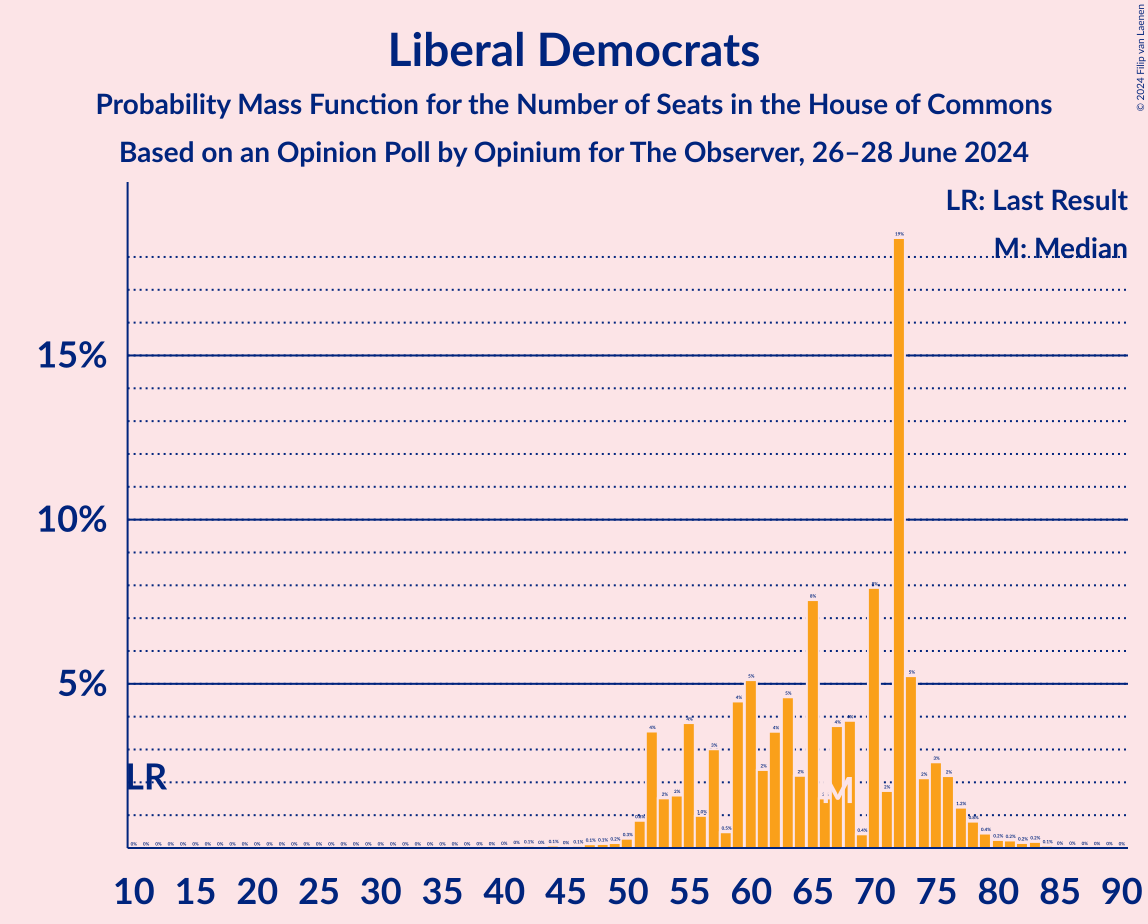 © 2024 Filip van Laenen
Liberal Democrats
Probability Mass Function for the Number of Seats in the House of Commons
Based on an Opinion Poll by Opinium for The Observer, 26–28 June 2024
LR: Last Result
M: Median
15%
10%
5%
LR
M
19%
10 15 20 25 30 35 40 45 50 55 60 65 70 75 80 85 90